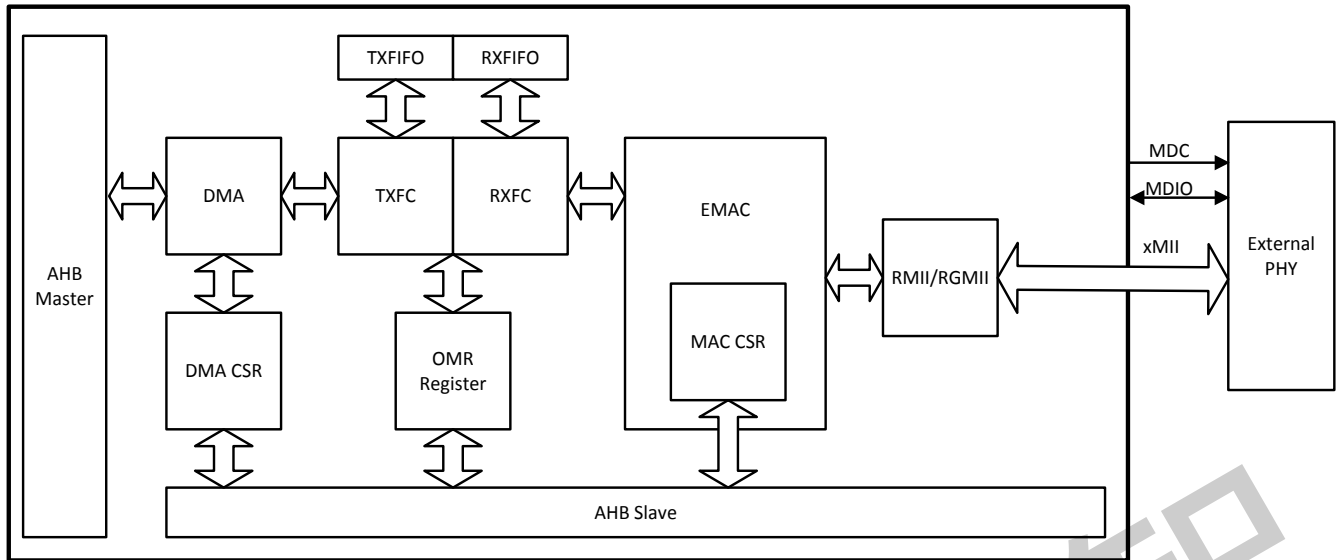 TXFIFO
RXFIFO
MDC
MDIO
xMII
DMA
TXFC
RXFC
EMAC
External
PHY
AHB
Master
RMII/RGMII
DMA CSR
OMR
Register
MAC CSR
AHB Slave